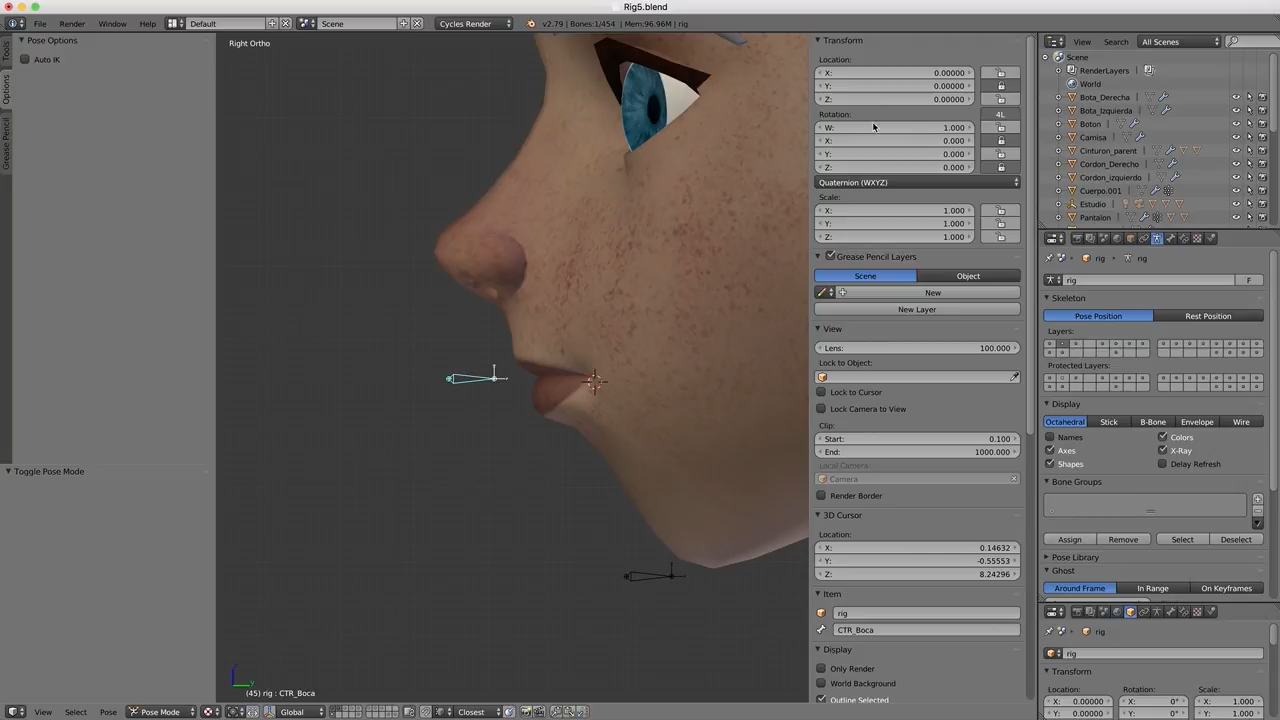 Rig5.blend
File Render Window Help Default Scene Cycles Render v2.79 | Bones:1/454 | Mem:96.96M | rig
Pose Options
Auto IK
Tools
Options
Grease Pencil
Toggle Pose Mode
Right Ortho
(45) rig : CTR_Boca
Transform
Location:
X: 0.00000
Y: 0.00000
Z: 0.00000
Rotation: 4L
W: 1.000
X: 0.000
Y: 0.000
Z: 0.000
Quaternion (WXYZ)
Scale:
X: 1.000
Y: 1.000
Z: 1.000
Grease Pencil Layers
Scene Object
New
New Layer
View
Lens: 100.000
Lock to Object:
Lock to Cursor
Lock Camera to View
Clip:
Start: 0.100
End: 1000.000
Local Camera:
Camera
Render Border
3D Cursor
Location:
X: 0.14632
Y: -0.55553
Z: 8.24296
Item
rig
CTR_Boca
Display
Only Render
World Background
Outline Selected
View Search All Scenes
Scene
RenderLayers
World
Bota_Derecha
Bota_Izquierda
Boton
Camisa
Cinturon_parent
Cordon_Derecho
Cordon_izquierdo
Cuerpo.001
Estudio
Pantalon
rig rig
rig F
Skeleton
Pose Position Rest Position
Layers:
Protected Layers:
Display
Octahedral Stick B-Bone Envelope Wire
Names Colors
Axes X-Ray
Shapes Delay Refresh
Bone Groups
Assign Remove Select Deselect
Pose Library
Ghost
Around Frame In Range On Keyframes
rig
rig
Transform
Location: Rotation: Scale:
X: 0.00000 X: 0° X: 1.000
Y: 0.00000 Y: 0° Y: 1.000
View Select Pose Pose Mode Global Closest